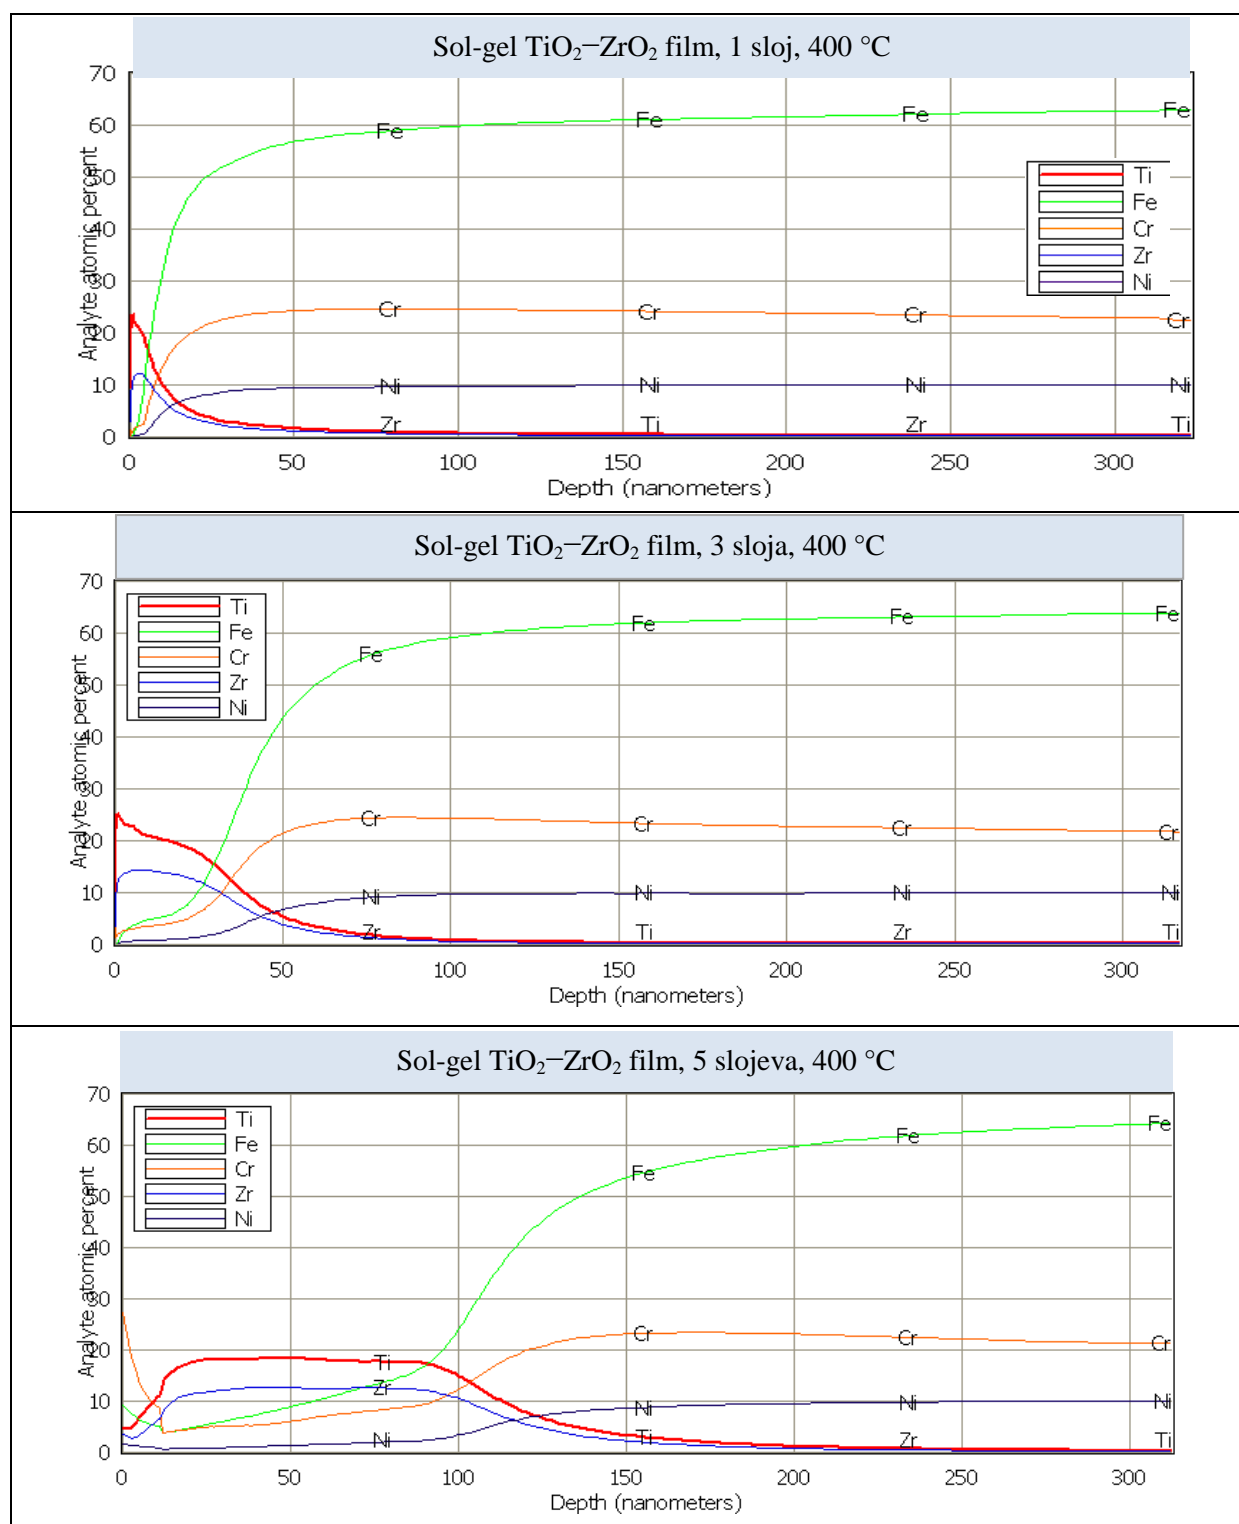 Sol-gel TiO₂−ZrO₂ film, 1 sloj, 400 °C
70
60
50
40
30
20
10
0
Analyte atomic percent
Fe
Fe
Fe
Fe
Ti
Fe
Cr
Zr
Ni
Cr
Cr
Cr
Cr
Ni
Ni
Ni
Ni
Zr
Ti
Zr
Ti
0 50 100 150 200 250 300
Depth (nanometers)
Sol-gel TiO₂−ZrO₂ film, 3 sloja, 400 °C
70
60
50
40
30
20
10
0
Analyte atomic percent
Ti
Fe
Cr
Zr
Ni
Fe
Fe
Fe
Fe
Cr
Cr
Cr
Cr
Ni
Ni
Ni
Ni
Zr
Ti
Zr
Ti
0 50 100 150 200 250 300
Depth (nanometers)
Sol-gel TiO₂−ZrO₂ film, 5 slojeva, 400 °C
70
60
50
40
30
20
10
0
Analyte atomic percent
Ti
Fe
Cr
Zr
Ni
Fe
Fe
Fe
Cr
Cr
Cr
Ti
Zr
Ni
Ni
Ni
Ni
Ti
Zr
Ti
0 50 100 150 200 250 300
Depth (nanometers)